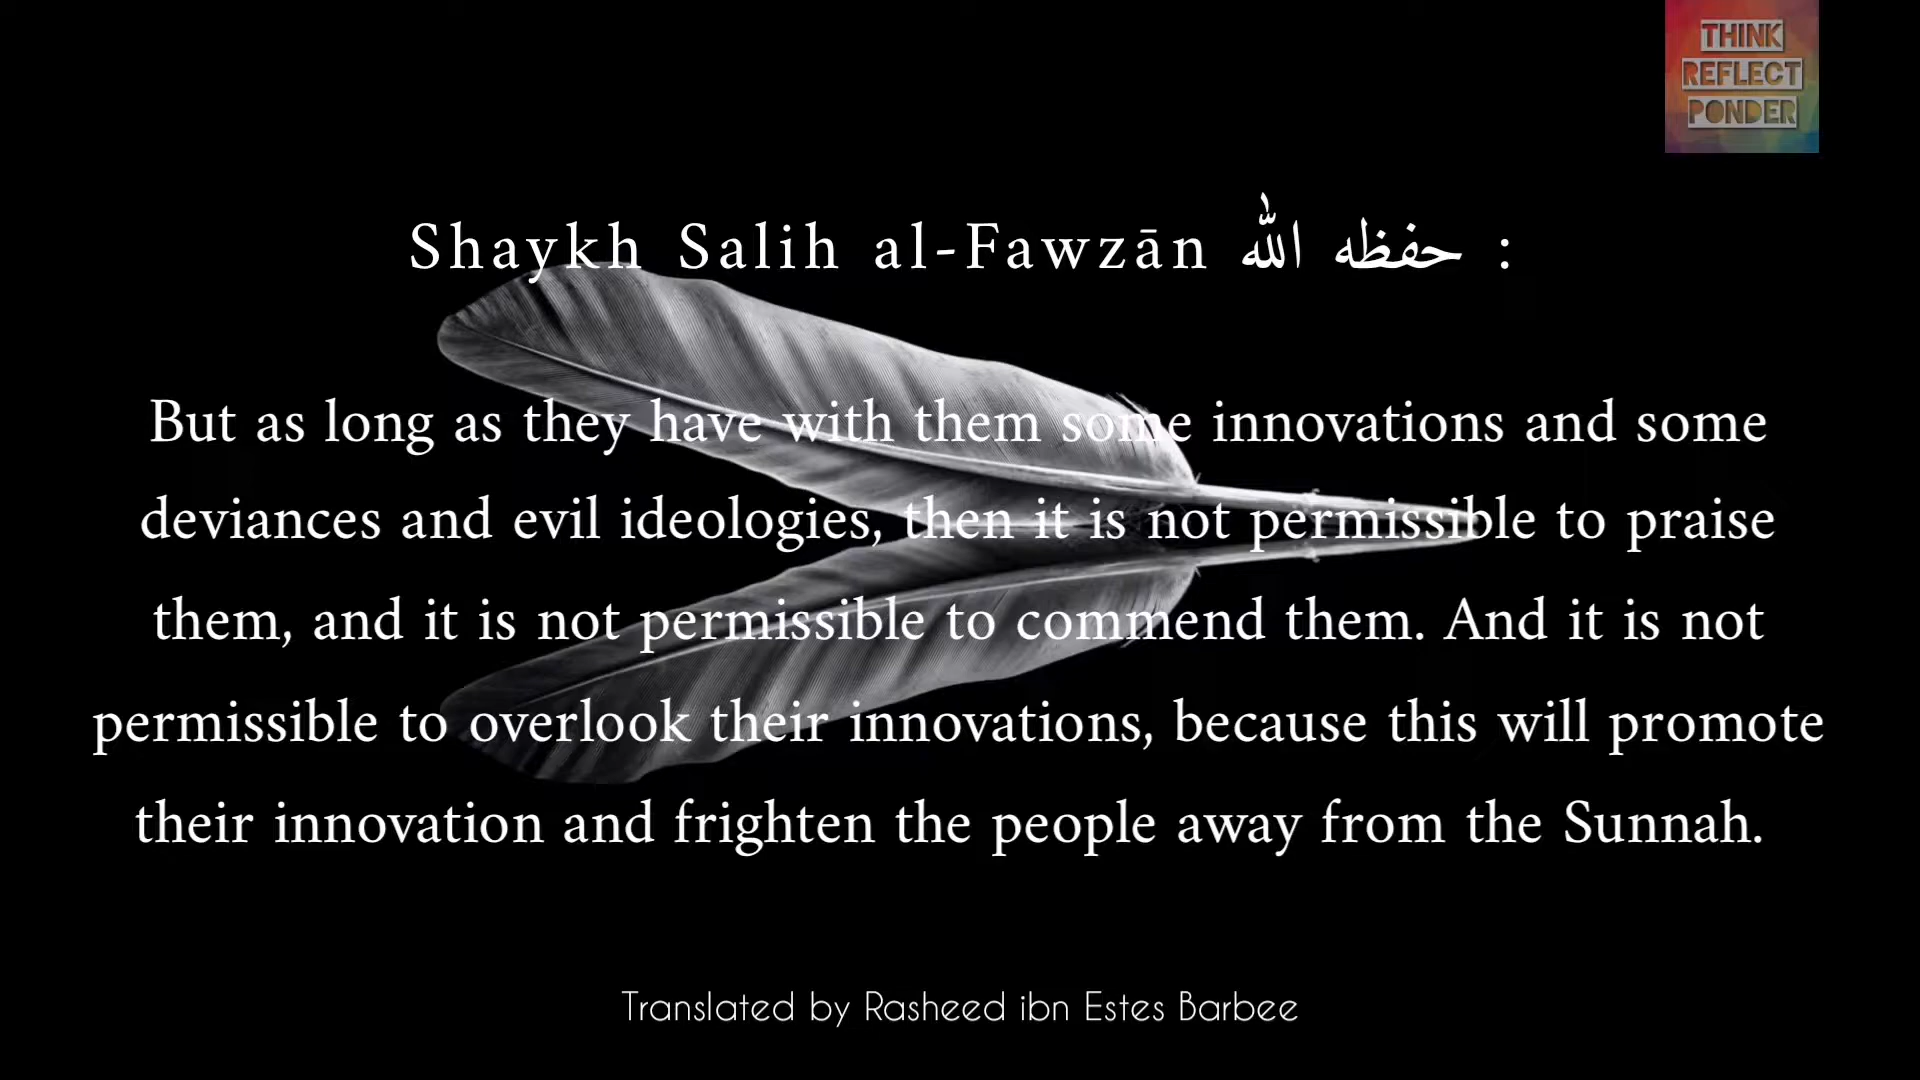 THINK
REFLECT
PONDER
Shaykh Salih al-Fawzān حفظه الله :
But as long as they have with them some innovations and some
deviances and evil ideologies, then it is not permissible to praise
them, and it is not permissible to commend them. And it is not
permissible to overlook their innovations, because this will promote
their innovation and frighten the people away from the Sunnah.
Translated by Rasheed ibn Estes Barbee